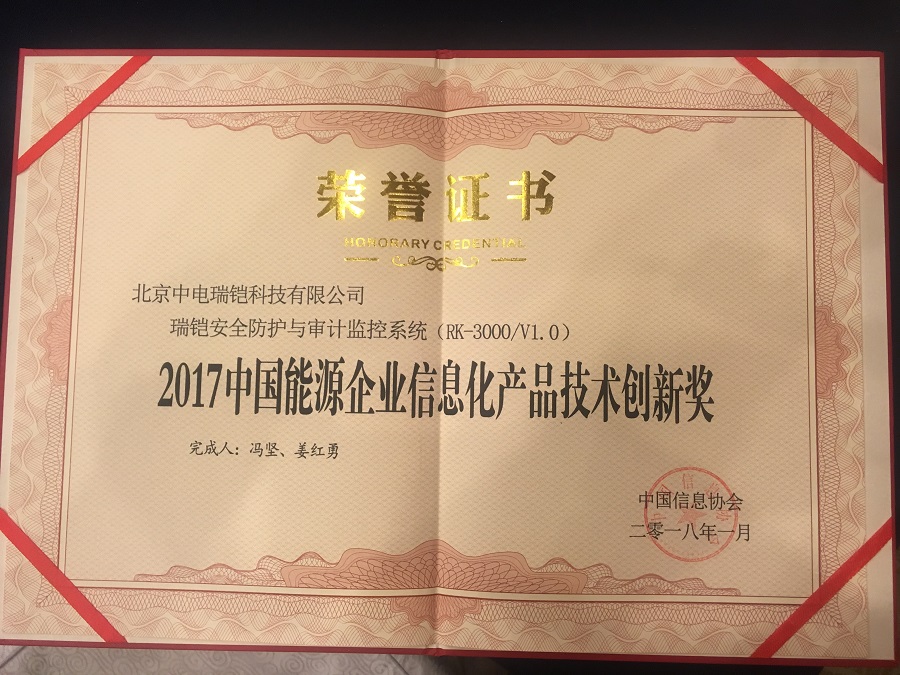 荣誉证书
HONORARY CREDENTIAL
北京中电瑞铠科技有限公司
瑞铠安全防护与审计监控系统（RK-3000/V1.0）
2017中国能源企业信息化产品技术创新奖
完成人：冯坚、姜红勇
中国信息协会
二零一八年一月